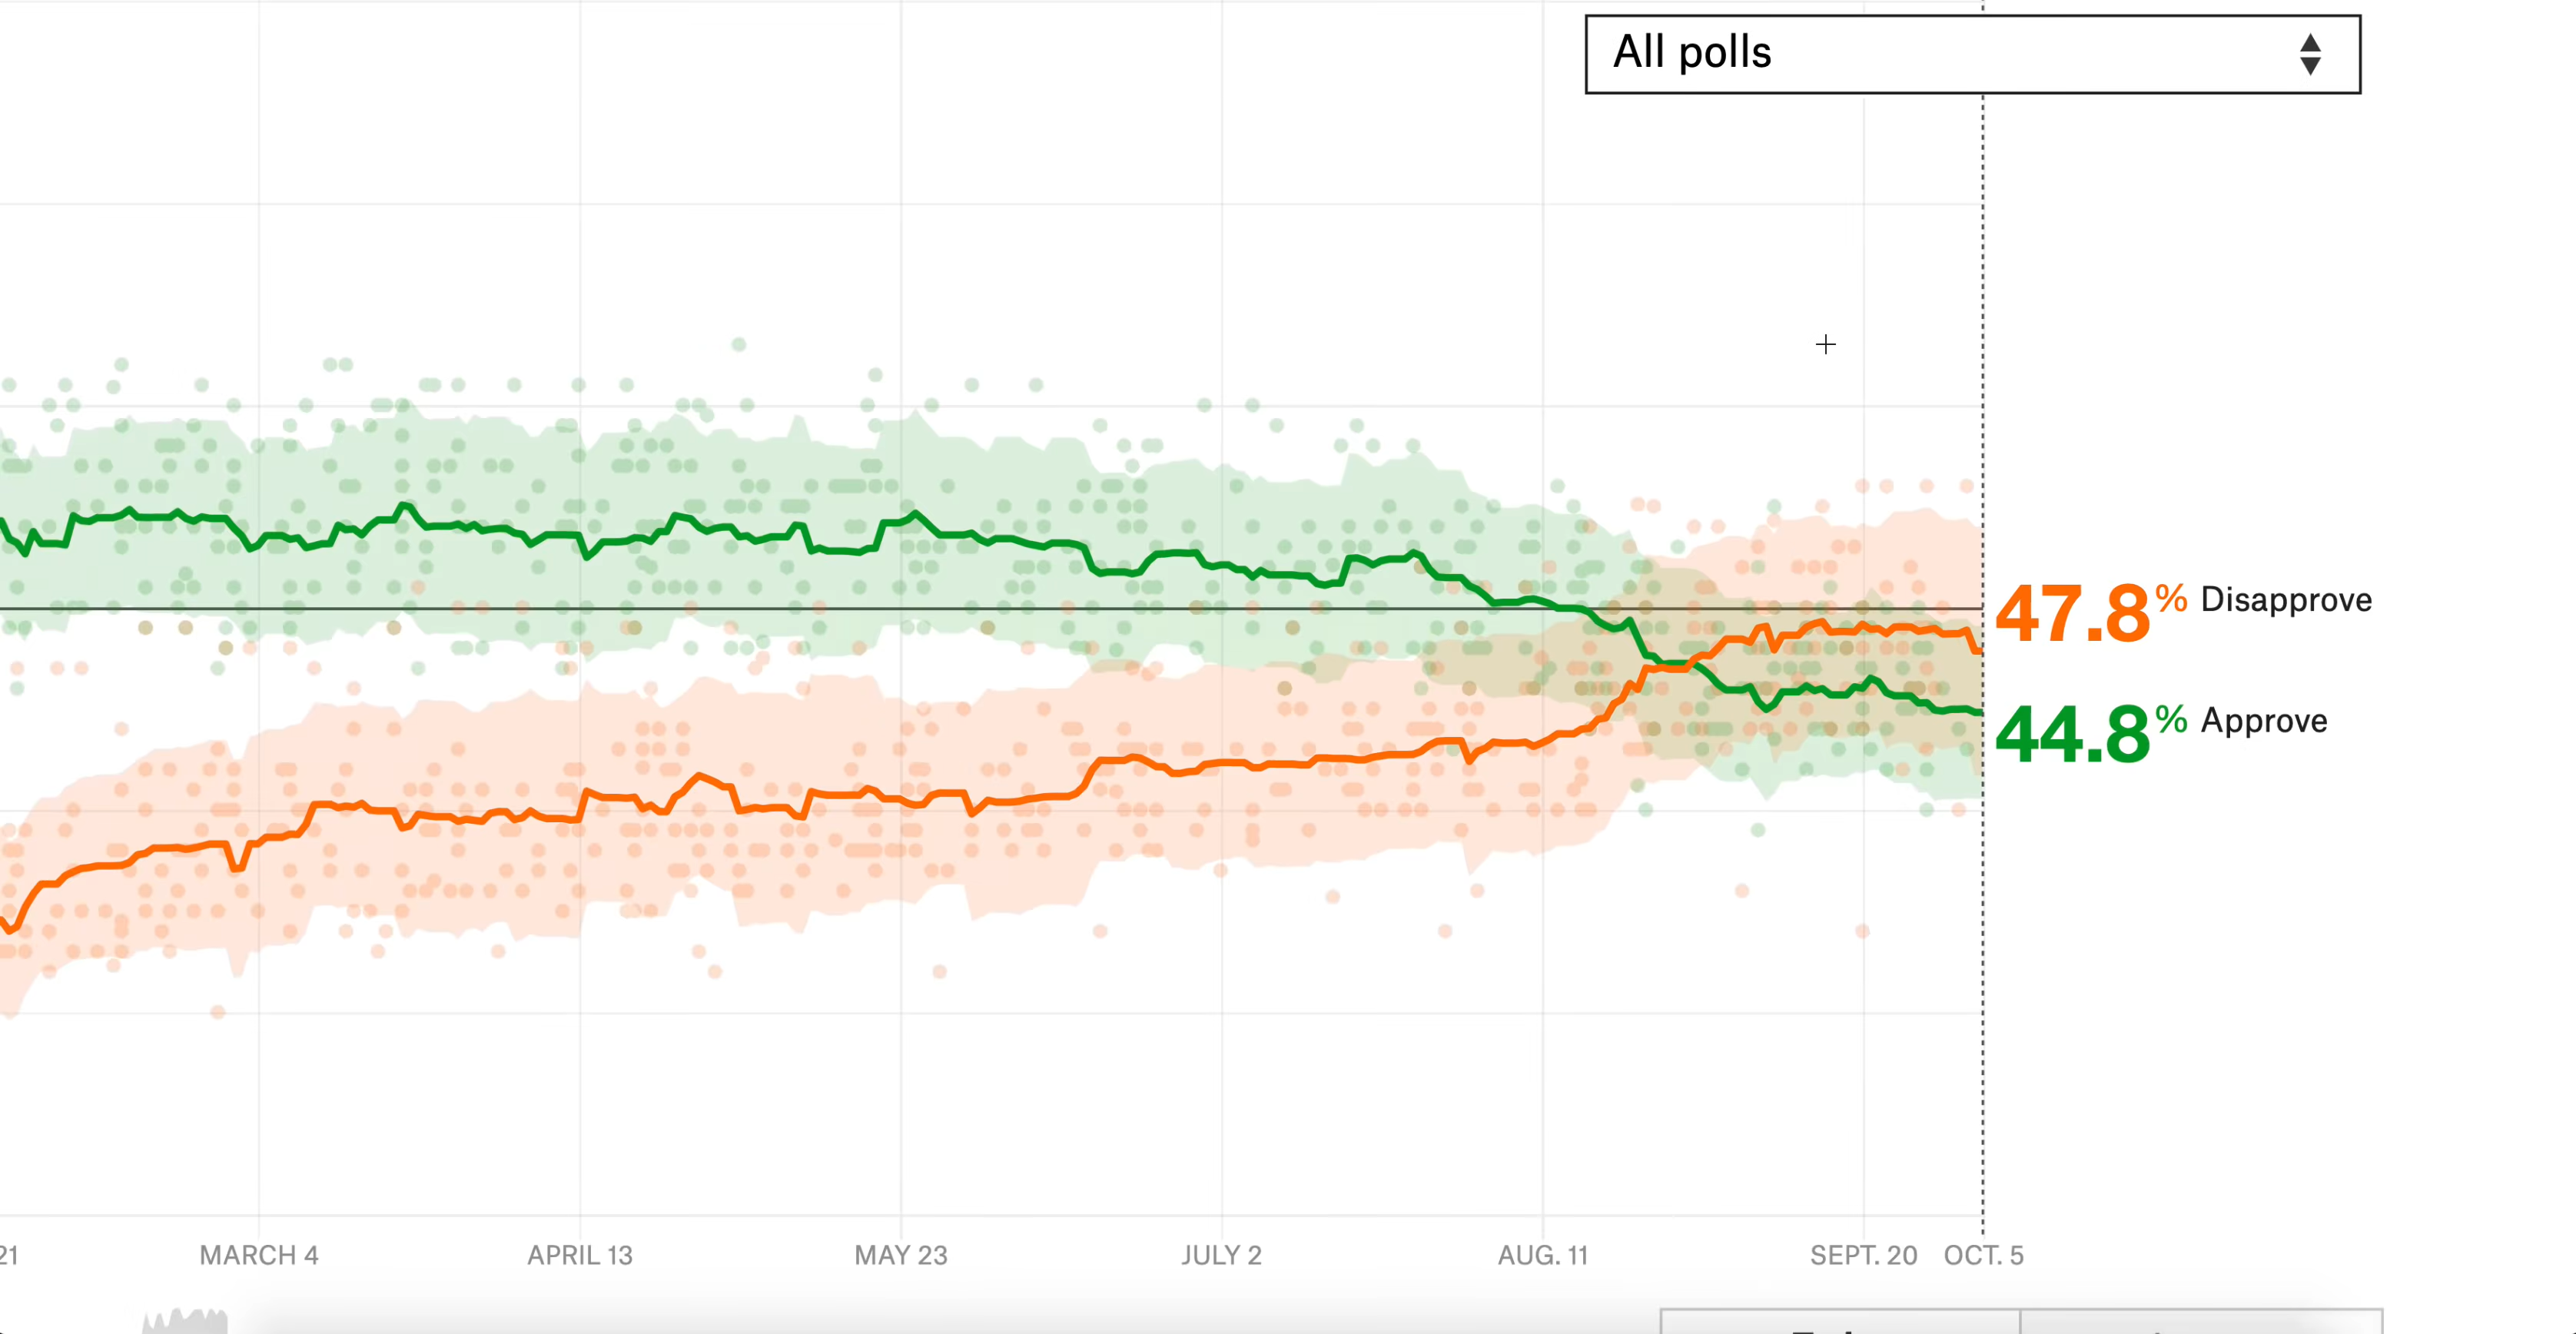 All polls
47.8% Disapprove
44.8% Approve
21 MARCH 4 APRIL 13 MAY 23 JULY 2 AUG. 11 SEPT. 20 OCT. 5